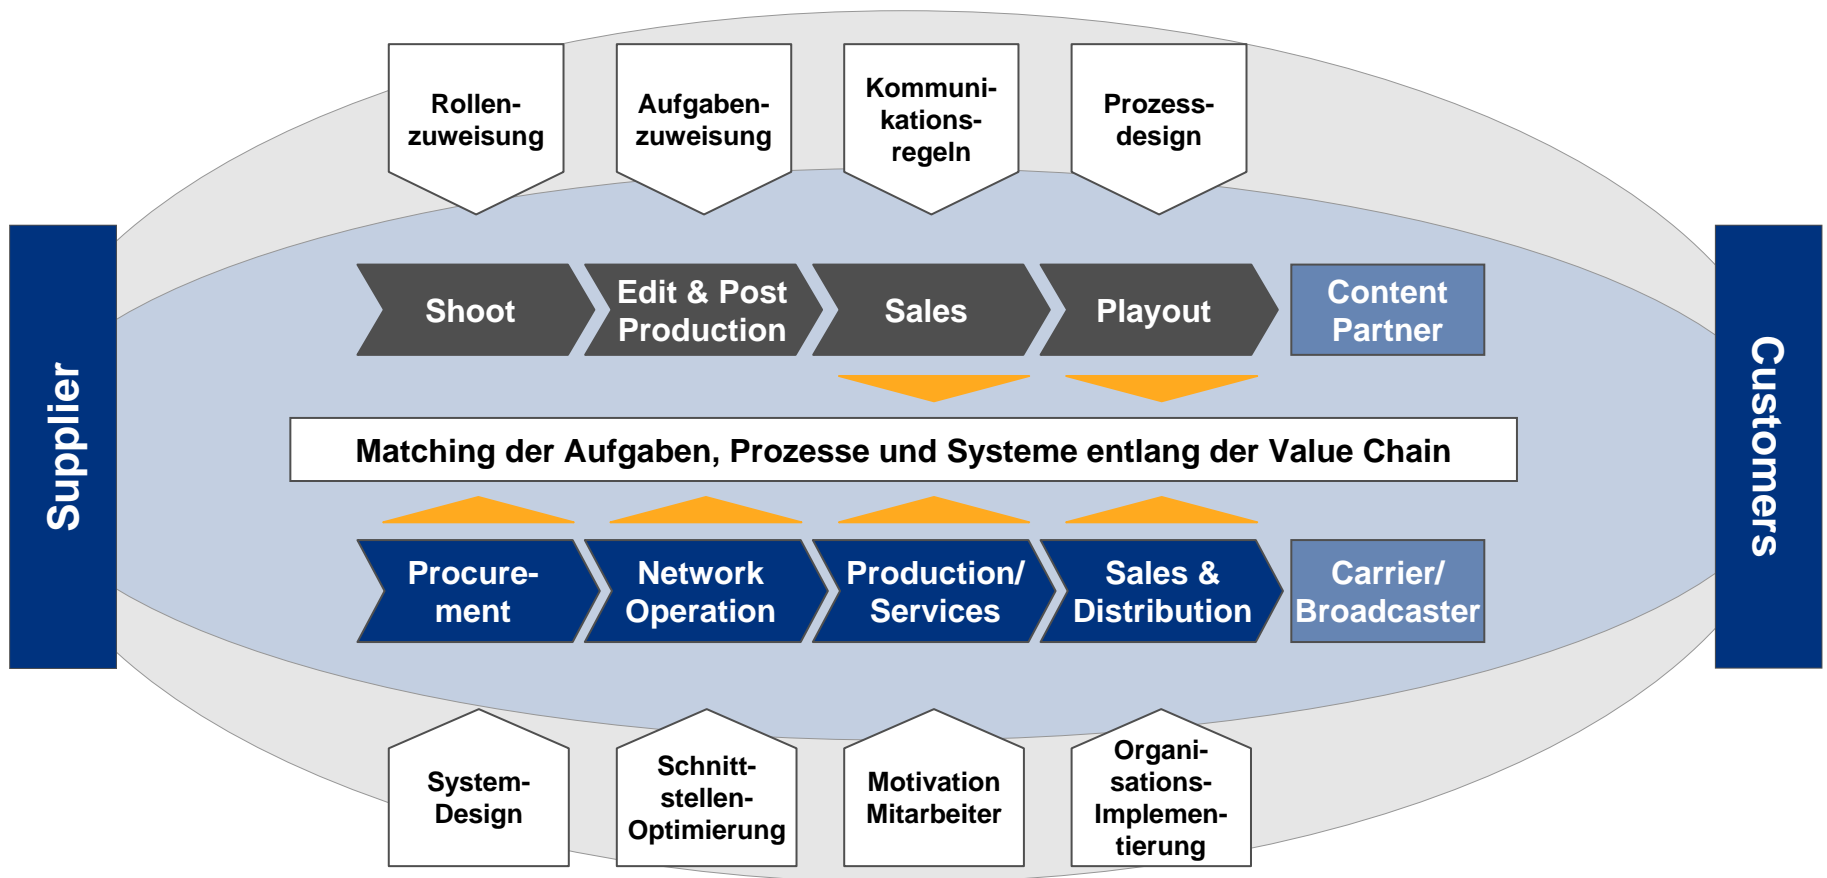 Rollen-
zuweisung
Aufgaben-
zuweisung
Kommuni-
kations-
regeln
Prozess-
design
Supplier
Shoot
Edit & Post
Production
Sales
Playout
Content
Partner
Customers
Matching der Aufgaben, Prozesse und Systeme entlang der Value Chain
Procure-
ment
Network
Operation
Production/
Services
Sales &
Distribution
Carrier/
Broadcaster
System-
Design
Schnitt-
stellen-
Optimierung
Motivation
Mitarbeiter
Organi-
sations-
Implemen-
tierung